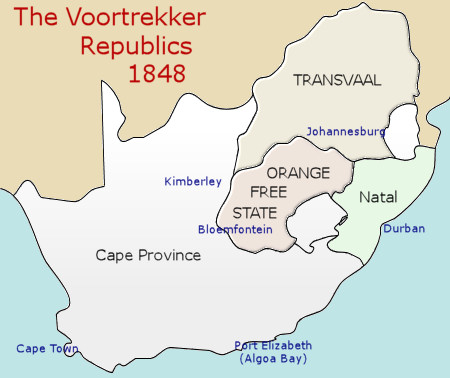 The Voortrekker
Republics
1848
TRANSVAAL
Johannesburg
ORANGE
FREE
STATE
Kimberley
Natal
Bloemfontein
Durban
Cape Province
Cape Town
Port Elizabeth
(Algoa Bay)